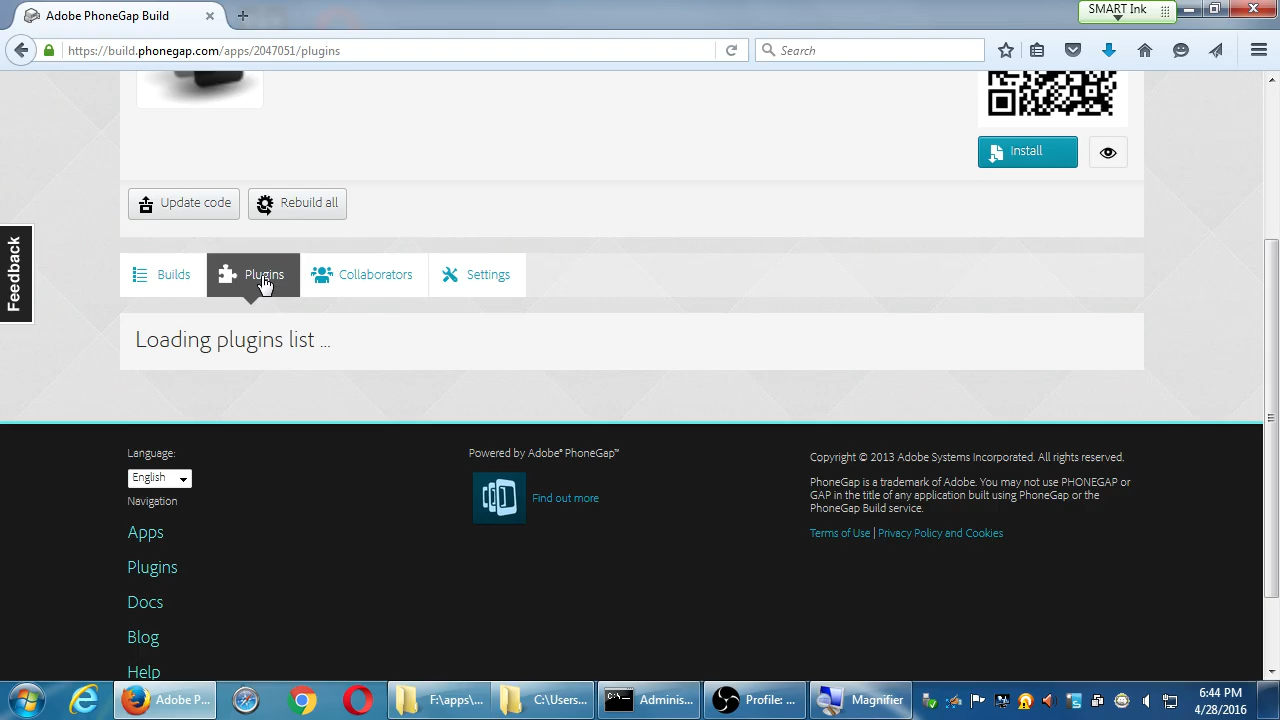 Adobe PhoneGap Build
SMART Ink
https://build.phonegap.com/apps/2047051/plugins
Search
Install
Update code
Rebuild all
Feedback
Builds
Plugins
Collaborators
Settings
Loading plugins list ...
Language:
English
Navigation
Apps
Plugins
Docs
Blog
Help
Powered by Adobe® PhoneGap™
Find out more
Copyright © 2013 Adobe Systems Incorporated. All rights reserved.
PhoneGap is a trademark of Adobe. You may not use PHONEGAP or
GAP in the title of any application built using PhoneGap or the
PhoneGap Build service.
Terms of Use | Privacy Policy and Cookies
Adobe P...
F:\apps\...
C:\Users...
Adminis...
Profile: ...
Magnifier
6:44 PM
4/28/2016